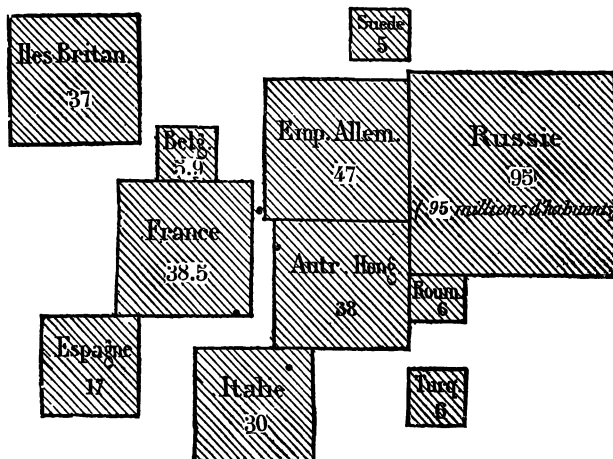 Suede
5
Iles Britan.
37
Emp. Allem.
47
Russie
95
(95 millions d'habitants
Belg.
5.9
France
38.5
Autr. Hong
38
Roum.
6
Espagne
17
Italie
30
Turq.
6